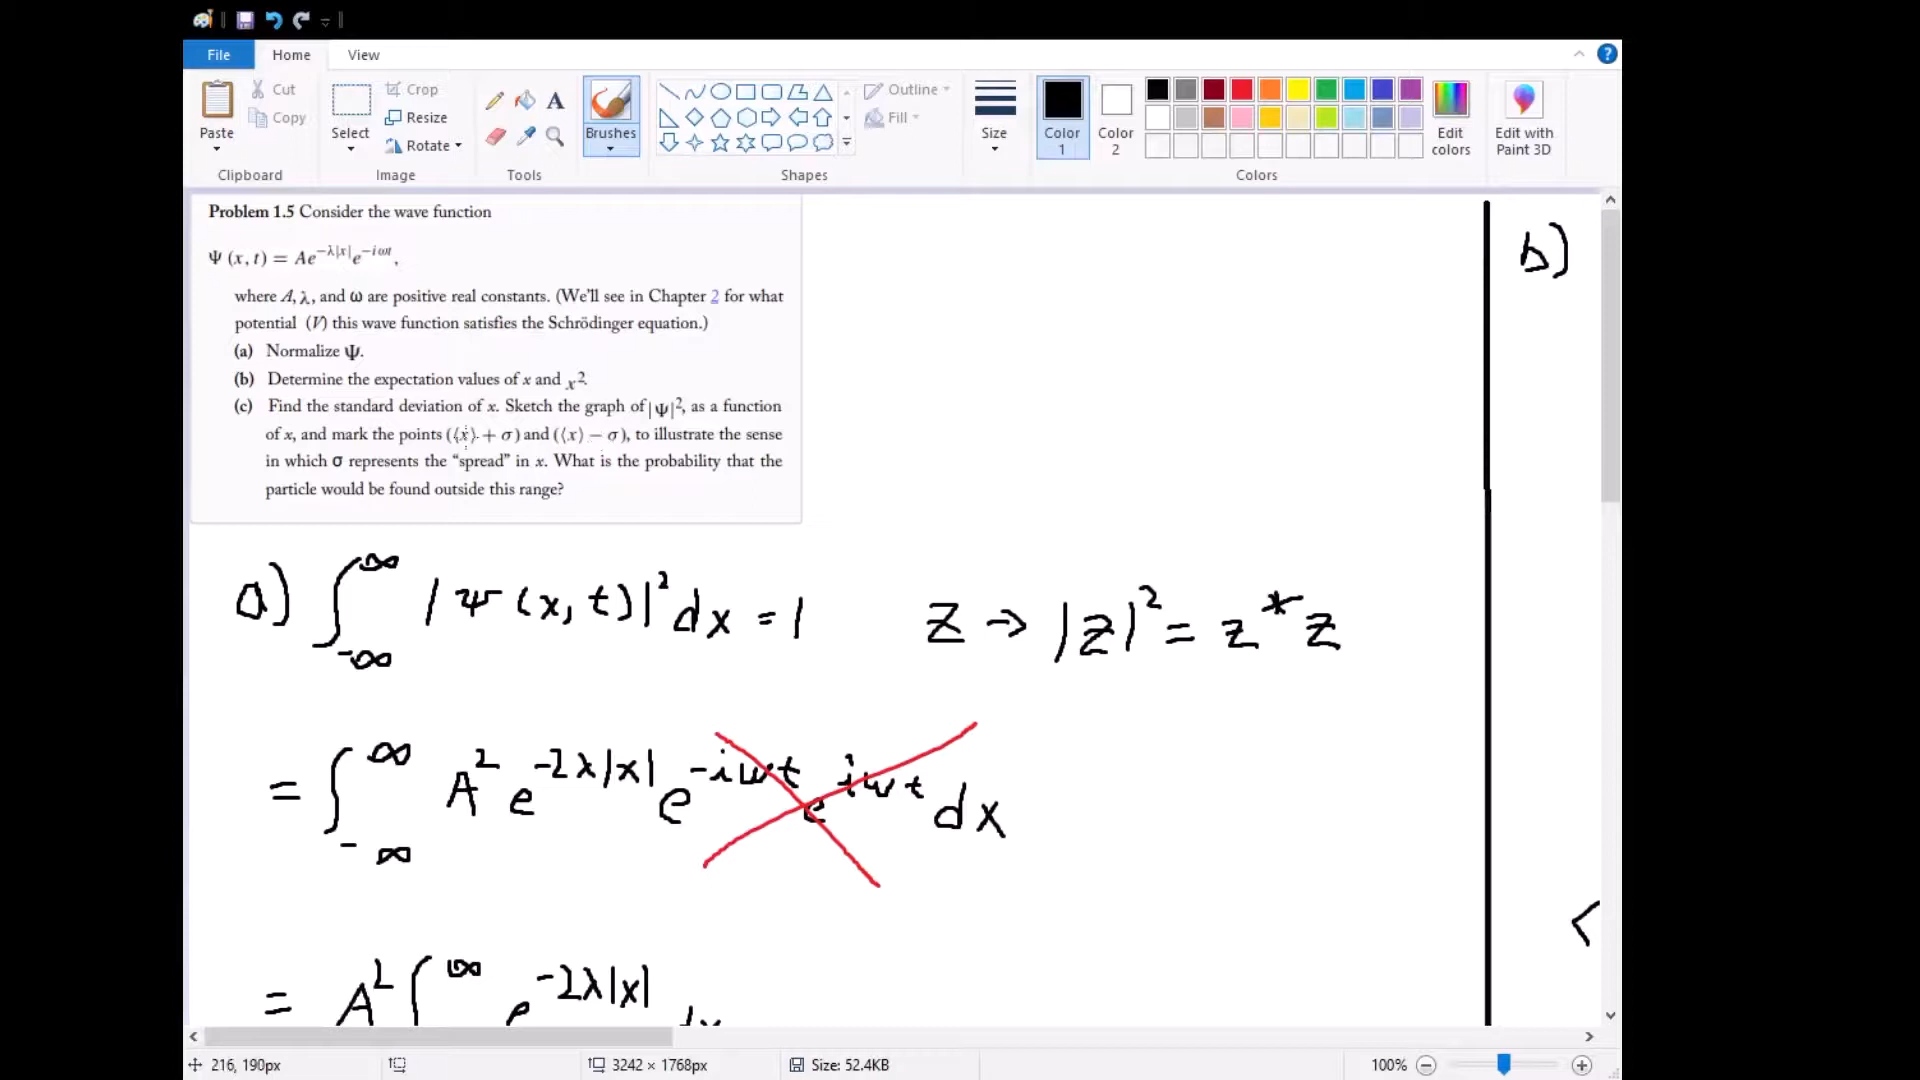 File Home View
Paste Cut Copy Clipboard
Select Crop Resize Rotate Image
Tools
Brushes
Shapes
Outline Fill
Size
Color 1
Color 2
Edit colors
Edit with Paint 3D
Colors
Problem 1.5 Consider the wave function
Ψ (x, t) = Ae^{-λ|x|}e^{-iωt},
where A, λ, and ω are positive real constants. (We'll see in Chapter 2 for what
potential (V) this wave function satisfies the Schrödinger equation.)
(a) Normalize Ψ.
(b) Determine the expectation values of x and x².
(c) Find the standard deviation of x. Sketch the graph of |Ψ|², as a function
of x, and mark the points (⟨x⟩ + σ) and (⟨x⟩ − σ), to illustrate the sense
in which σ represents the “spread” in x. What is the probability that the
particle would be found outside this range?
b)
a) ∫_{-∞}^{∞} |Ψ(x,t)|² dx = 1 z → |z|² = z* z
= ∫_{-∞}^{∞} A² e^{-2λ|x|} e^{-iωt} e^{iωt} dx
⟨
= A² ∫^{∞} e^{-2λ|x|} dx
216, 190px 3242 × 1768px Size: 52.4KB 100%